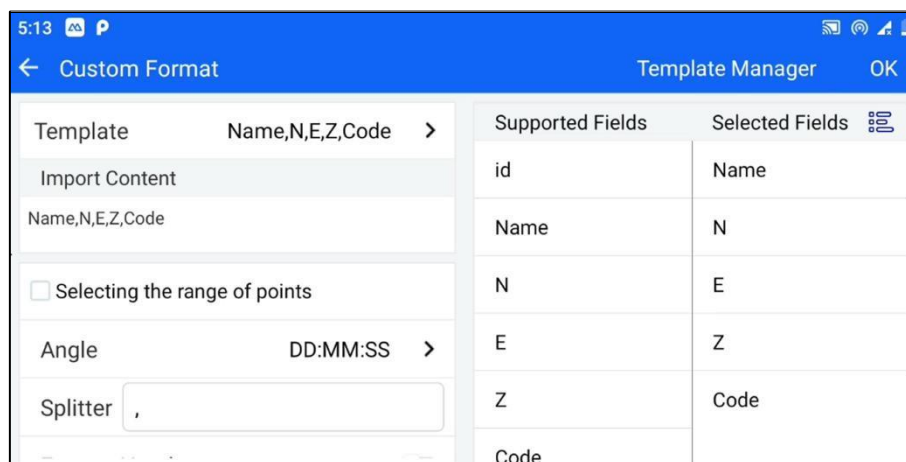 5:13
Custom Format
Template Manager OK
Template Name,N,E,Z,Code
Import Content
Name,N,E,Z,Code
Selecting the range of points
Angle DD:MM:SS
Splitter ,
Supported Fields Selected Fields
id Name
Name N
N E
E Z
Z Code
Code